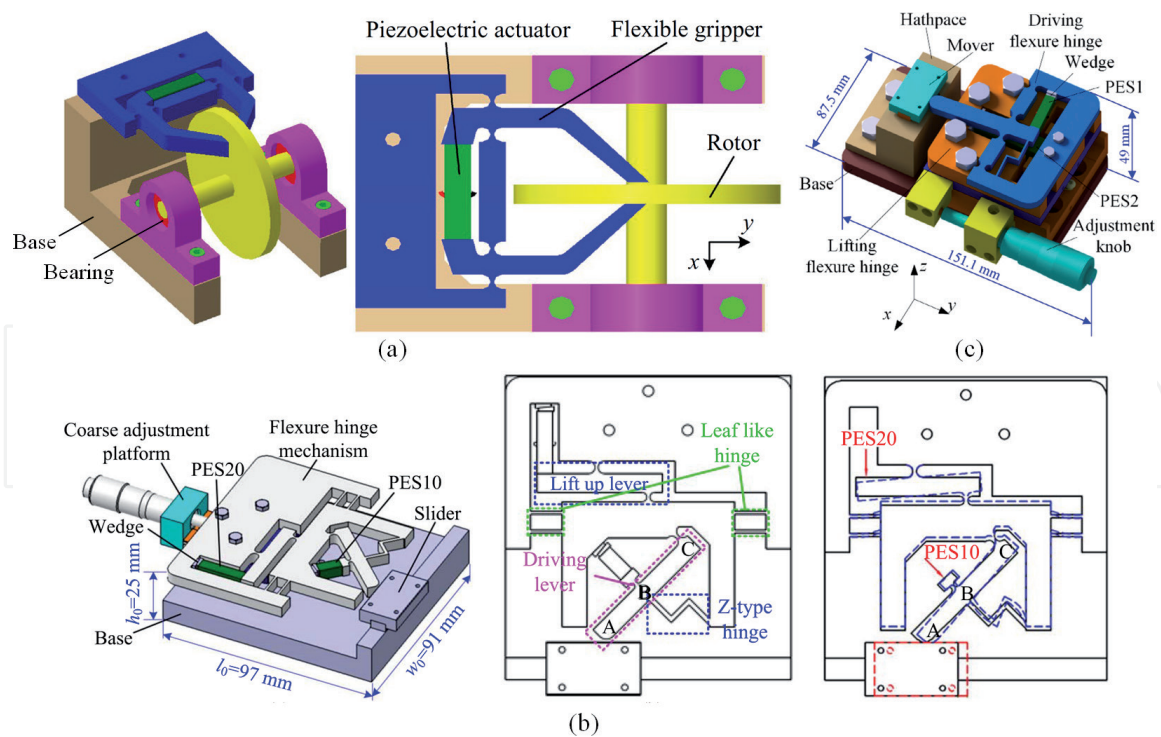 Piezoelectric actuator
Flexible gripper
Rotor
y
x
Base
Bearing
(a)
Hathpace
Mover
Driving
flexure hinge
Wedge
PES1
87.5 mm
49 mm
Base
PES2
Adjustment
knob
Lifting
flexure hinge
151.1 mm
z
y
x
(c)
Coarse adjustment
platform
Flexure hinge
mechanism
PES20
PES10
Slider
Wedge
h₀=25 mm
Base
l₀=97 mm
w₀=91 mm
Leaf like
hinge
Lift up lever
Driving
lever
C
B
A
Z-type
hinge
PES20
PES10
C
B
A
(b)